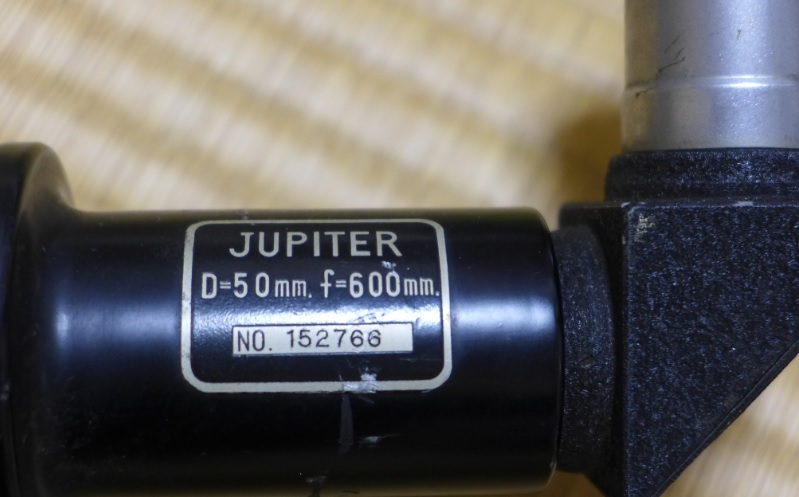 JUPITER
D=50mm. f=600mm.
NO. 152766